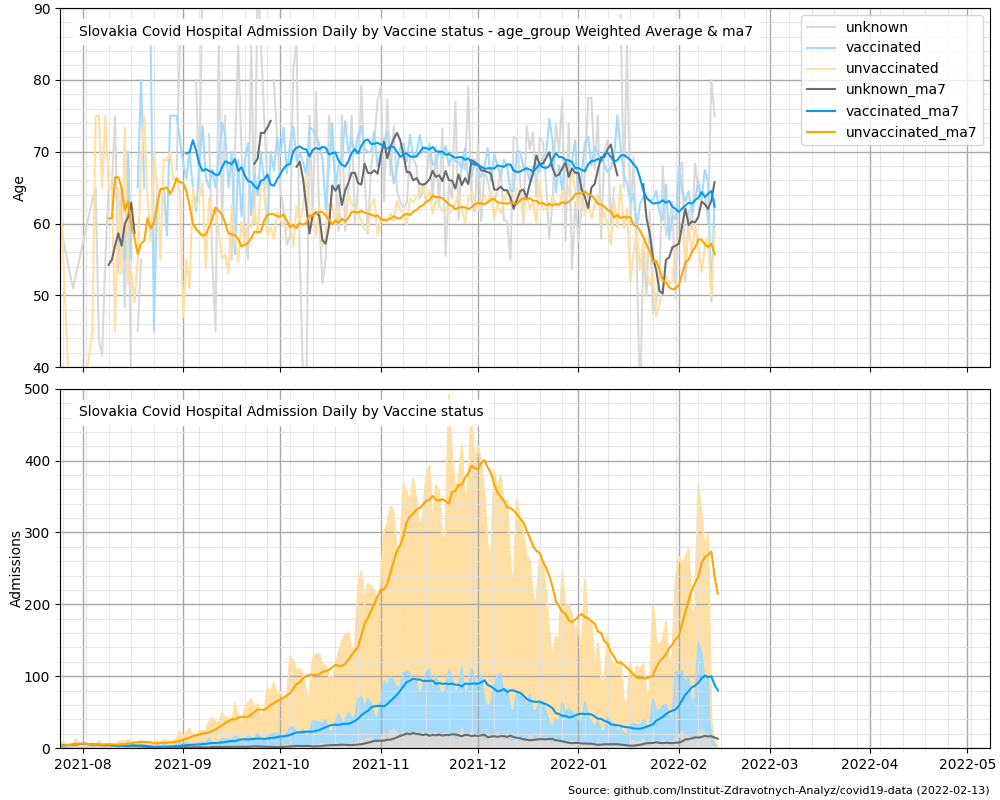 Slovakia Covid Hospital Admission Daily by Vaccine status - age_group Weighted Average & ma7
unknown
vaccinated
unvaccinated
unknown_ma7
vaccinated_ma7
unvaccinated_ma7
90
80
70
60
50
40
Age
Slovakia Covid Hospital Admission Daily by Vaccine status
500
400
300
200
100
0
Admissions
2021-08
2021-09
2021-10
2021-11
2021-12
2022-01
2022-02
2022-03
2022-04
2022-05
Source: github.com/Institut-Zdravotnych-Analyz/covid19-data (2022-02-13)